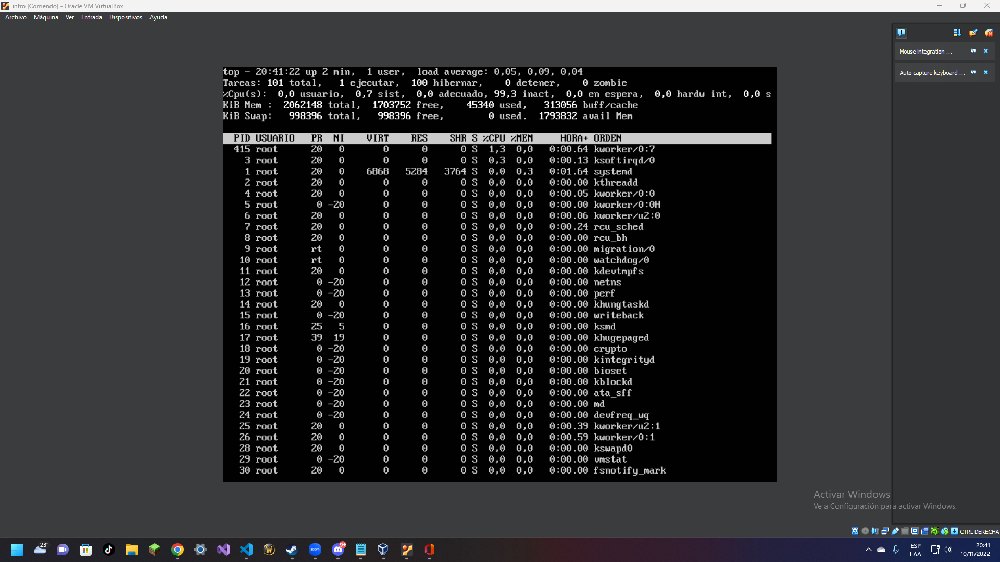 intro [Corriendo] - Oracle VM VirtualBox
Archivo Máquina Ver Entrada Dispositivos Ayuda
Mouse integration ...
Auto capture keyboard ...
top - 20:41:22 up 2 min, 1 user, load average: 0,05, 0,09, 0,04
Tareas: 101 total, 1 ejecutar, 100 hibernar, 0 detener, 0 zombie
%Cpu(s): 0,0 usuario, 0,7 sist, 0,0 adecuado, 99,3 inact, 0,0 en espera, 0,0 hardw int, 0,0 s
KiB Mem : 2062148 total, 1703752 free, 45340 used, 313056 buff/cache
KiB Swap: 998396 total, 998396 free, 0 used. 1793832 avail Mem
PID USUARIO PR NI VIRT RES SHR S %CPU %MEM HORA+ ORDEN
415 root 20 0 0 0 0 S 1,3 0,0 0:00.64 kworker/0:7
3 root 20 0 0 0 0 S 0,3 0,0 0:00.13 ksoftirqd/0
1 root 20 0 6868 5284 3764 S 0,0 0,3 0:01.64 systemd
2 root 20 0 0 0 0 S 0,0 0,0 0:00.00 kthreadd
4 root 20 0 0 0 0 S 0,0 0,0 0:00.05 kworker/0:0
5 root 0 -20 0 0 0 S 0,0 0,0 0:00.00 kworker/0:0H
6 root 20 0 0 0 0 S 0,0 0,0 0:00.06 kworker/u2:0
7 root 20 0 0 0 0 S 0,0 0,0 0:00.24 rcu_sched
8 root 20 0 0 0 0 S 0,0 0,0 0:00.00 rcu_bh
9 root rt 0 0 0 0 S 0,0 0,0 0:00.00 migration/0
10 root rt 0 0 0 0 S 0,0 0,0 0:00.00 watchdog/0
11 root 20 0 0 0 0 S 0,0 0,0 0:00.00 kdevtmpfs
12 root 0 -20 0 0 0 S 0,0 0,0 0:00.00 netns
13 root 0 -20 0 0 0 S 0,0 0,0 0:00.00 perf
14 root 20 0 0 0 0 S 0,0 0,0 0:00.00 khungtaskd
15 root 0 -20 0 0 0 S 0,0 0,0 0:00.00 writeback
16 root 25 5 0 0 0 S 0,0 0,0 0:00.00 ksmd
17 root 39 19 0 0 0 S 0,0 0,0 0:00.00 khugepaged
18 root 0 -20 0 0 0 S 0,0 0,0 0:00.00 crypto
19 root 0 -20 0 0 0 S 0,0 0,0 0:00.00 kintegrityd
20 root 0 -20 0 0 0 S 0,0 0,0 0:00.00 bioset
21 root 0 -20 0 0 0 S 0,0 0,0 0:00.00 kblockd
22 root 0 -20 0 0 0 S 0,0 0,0 0:00.00 ata_sff
23 root 0 -20 0 0 0 S 0,0 0,0 0:00.00 md
24 root 0 -20 0 0 0 S 0,0 0,0 0:00.00 devfreq_wq
25 root 20 0 0 0 0 S 0,0 0,0 0:00.39 kworker/u2:1
26 root 20 0 0 0 0 S 0,0 0,0 0:00.59 kworker/0:1
28 root 20 0 0 0 0 S 0,0 0,0 0:00.00 kswapd0
29 root 0 -20 0 0 0 S 0,0 0,0 0:00.00 vmstat
30 root 20 0 0 0 0 S 0,0 0,0 0:00.00 fsnotify_mark
Activar Windows
Ve a Configuración para activar Windows.
CTRL DERECHA
23°
zoom
9+
ESP
LAA
20:41
10/11/2022